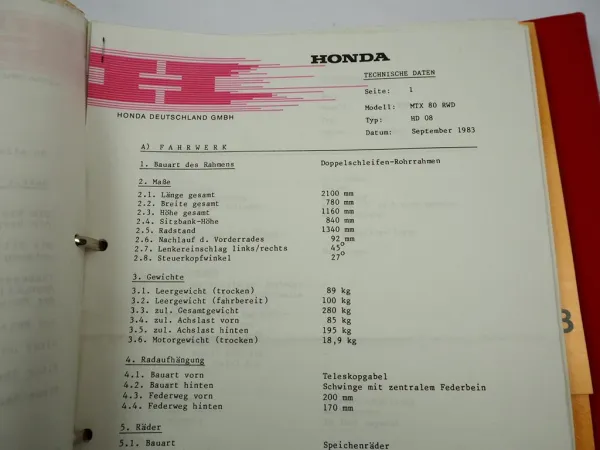 HONDA
HONDA DEUTSCHLAND GMBH
TECHNISCHE DATEN
Seite: 1
Modell: MTX 80 RWD
Typ: HD 08
Datum: September 1983
A) FAHRWERK
1. Bauart des Rahmens Doppelschleifen-Rohrrahmen
2. Maße
2.1. Länge gesamt 2100 mm
2.2. Breite gesamt 780 mm
2.3. Höhe gesamt 1160 mm
2.4. Sitzbank-Höhe 840 mm
2.5. Radstand 1340 mm
2.6. Nachlauf d. Vorderrades 92 mm
2.7. Lenkereinschlag links/rechts 45°
2.8. Steuerkopfwinkel 27°
3. Gewichte
3.1. Leergewicht (trocken) 89 kg
3.2. Leergewicht (fahrbereit) 100 kg
3.3. zul. Gesamtgewicht 280 kg
3.4. zul. Achslast vorn 85 kg
3.5. zul. Achslast hinten 195 kg
3.6. Motorgewicht (trocken) 18,9 kg
4. Radaufhängung
4.1. Bauart vorn Teleskopgabel
4.2. Bauart hinten Schwinge mit zentralem Federbein
4.3. Federweg vorn 200 mm
4.4. Federweg hinten 170 mm
5. Räder
5.1. Bauart Speichenräder